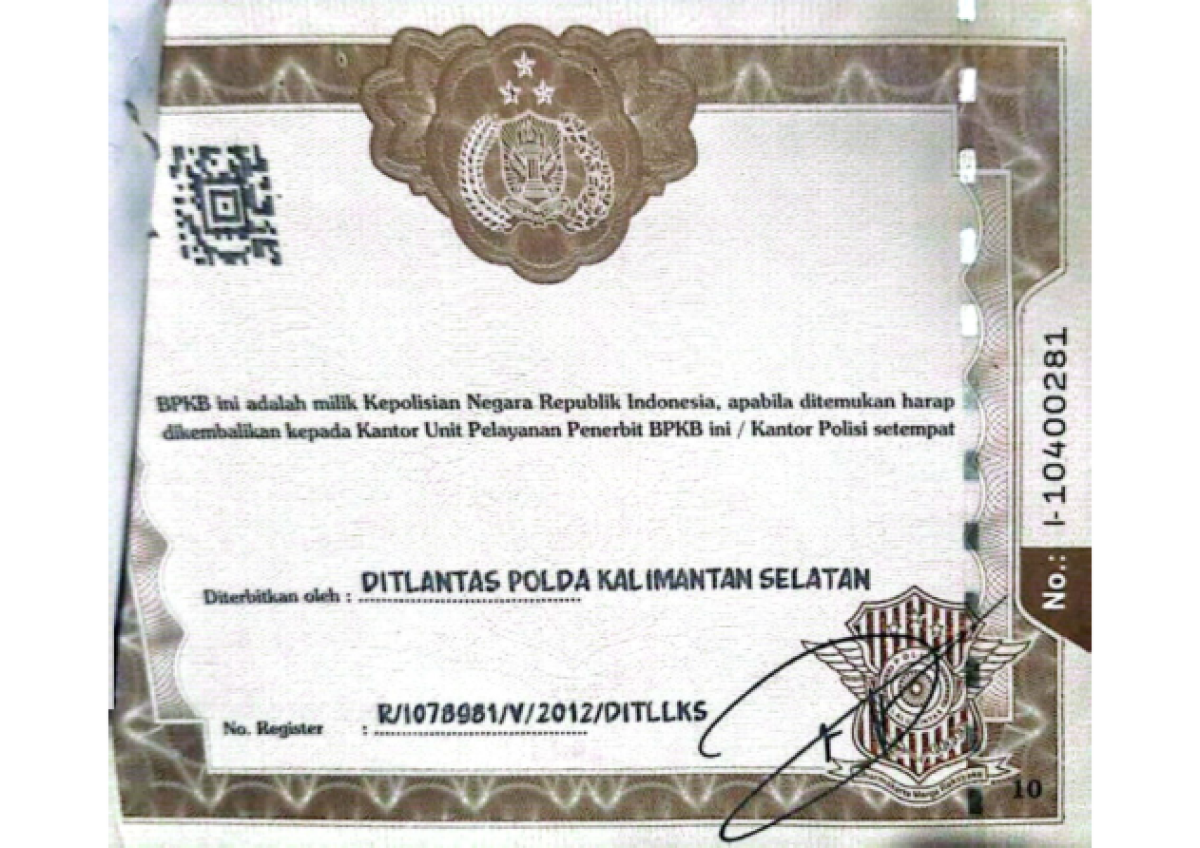 BPKB ini adalah milik Kepolisian Negara Republik Indonesia, apabila ditemukan harap
dikembalikan kepada Kantor Unit Pelayanan Penerbit BPKB ini / Kantor Polisi setempat
Diterbitkan oleh : DITLANTAS POLDA KALIMANTAN SELATAN
No. Register : R/1078981/V/2012/DITLLKS
No.: I-10400281
10